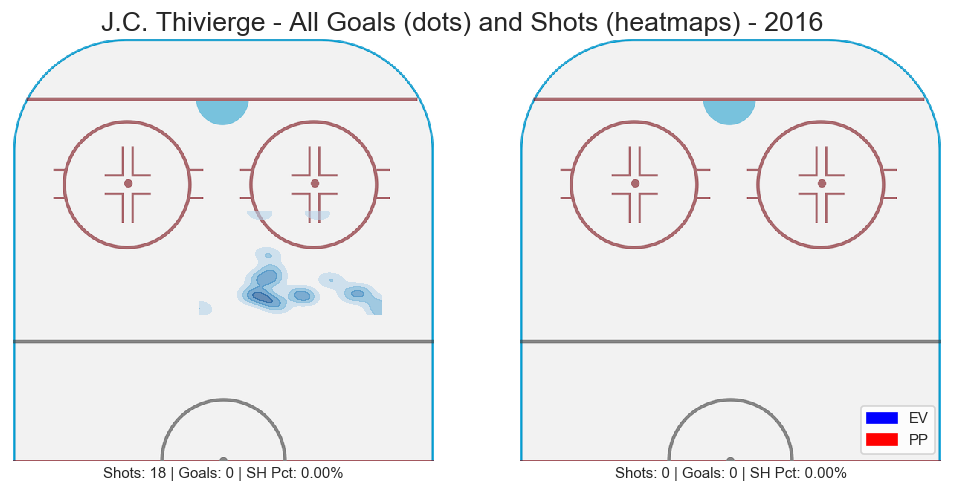 J.C. Thivierge - All Goals (dots) and Shots (heatmaps) - 2016
EV
PP
Shots: 18 | Goals: 0 | SH Pct: 0.00%
Shots: 0 | Goals: 0 | SH Pct: 0.00%